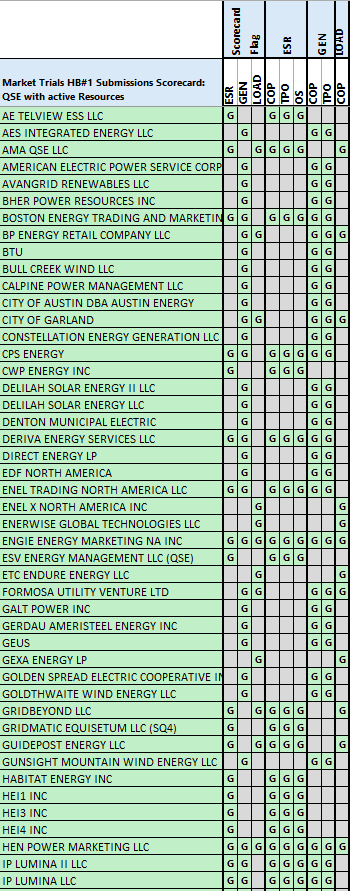 Scorecard Flag ESR GEN LOAD
Market Trials HB#1 Submissions Scorecard:
QSE with active Resources
ESR GEN LOAD COP TPO OS COP TPO COP
AE TELVIEW ESS LLC G G G G
AES INTEGRATED ENERGY LLC G G G
AMA QSE LLC G G G G G G
AMERICAN ELECTRIC POWER SERVICE CORP G G G
AVANGRID RENEWABLES LLC G G G
BHER POWER RESOURCES INC G G G
BOSTON ENERGY TRADING AND MARKETIN G G G G G G G
BP ENERGY RETAIL COMPANY LLC G G G G G
BTU G G G
BULL CREEK WIND LLC G G G
CALPINE POWER MANAGEMENT LLC G G G
CITY OF AUSTIN DBA AUSTIN ENERGY G G G
CITY OF GARLAND G G G G G
CONSTELLATION ENERGY GENERATION LLC G G G
CPS ENERGY G G G G G G G
CWP ENERGY INC G G G G
DELILAH SOLAR ENERGY II LLC G G G
DELILAH SOLAR ENERGY LLC G G G
DENTON MUNICIPAL ELECTRIC G G G
DERIVA ENERGY SERVICES LLC G G G G G G G
DIRECT ENERGY LP G G G
EDF NORTH AMERICA G G G
ENEL TRADING NORTH AMERICA LLC G G G G G G G
ENEL X NORTH AMERICA INC G G
ENERWISE GLOBAL TECHNOLOGIES LLC G G
ENGIE ENERGY MARKETING NA INC G G G G G G G G G
ESV ENERGY MANAGEMENT LLC (QSE) G G G G
ETC ENDURE ENERGY LLC G G
FORMOSA UTILITY VENTURE LTD G G G G G
GALT POWER INC G G G
GERDAU AMERISTEEL ENERGY INC G G G
GEUS G G G
GEXA ENERGY LP G G
GOLDEN SPREAD ELECTRIC COOPERATIVE IN G G G
GOLDTHWAITE WIND ENERGY LLC G G G
GRIDBEYOND LLC G G G G G G
GRIDMATIC EQUISETUM LLC (SQ4) G G G G
GUIDEPOST ENERGY LLC G G G G G G
GUNSIGHT MOUNTAIN WIND ENERGY LLC G G G
HABITAT ENERGY INC G G G G
HEI1 INC G G G G
HEI3 INC G G G G
HEI4 INC G G G G
HEN POWER MARKETING LLC G G G G G G G G G
IP LUMINA II LLC G G G G G G G
IP LUMINA LLC G G G G G G G